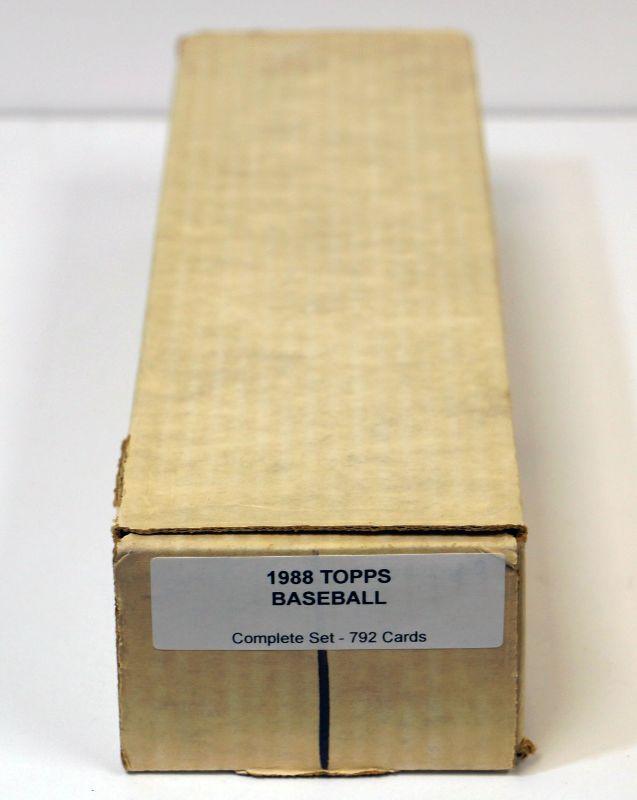 1988 TOPPS
BASEBALL
Complete Set - 792 Cards